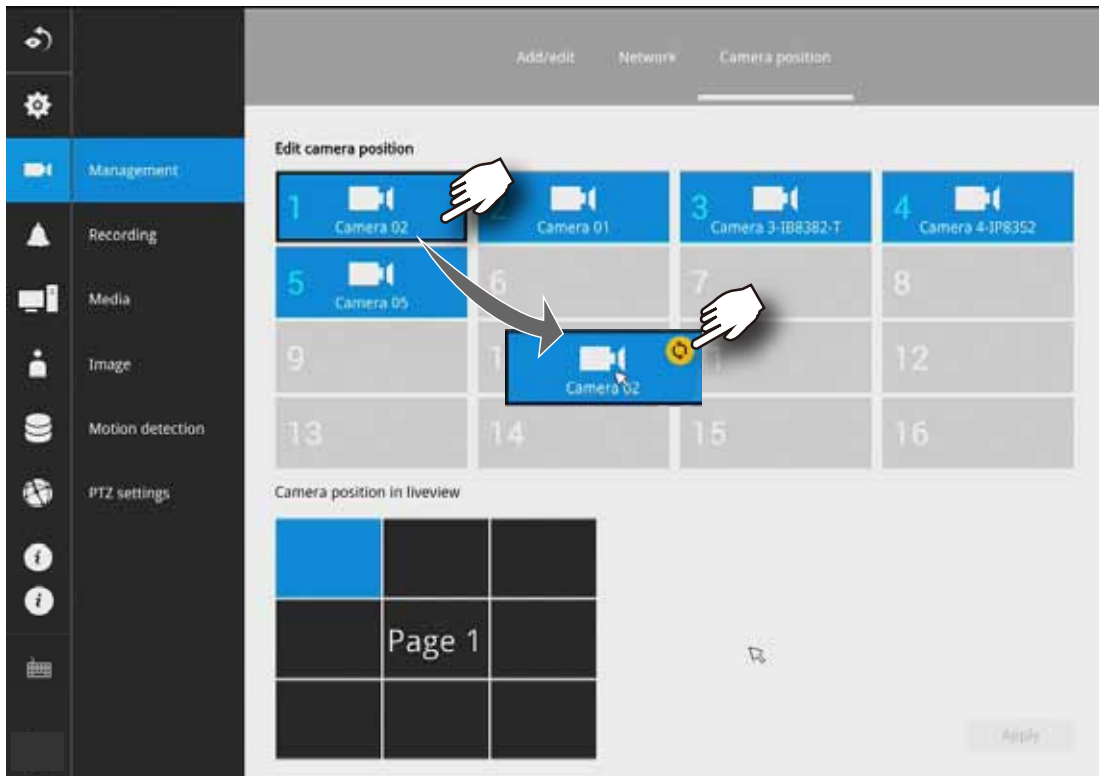 Add/edit Network Camera position
Management
Recording
Media
Image
Motion detection
PTZ settings
Edit camera position
1 Camera 02
2 Camera 01
3 Camera 3-IB8382-T
4 Camera 4-IP8352
5 Camera 05
6
7
8
9
Camera 02
12
13
14
15
16
Camera position in liveview
Page 1
Apply